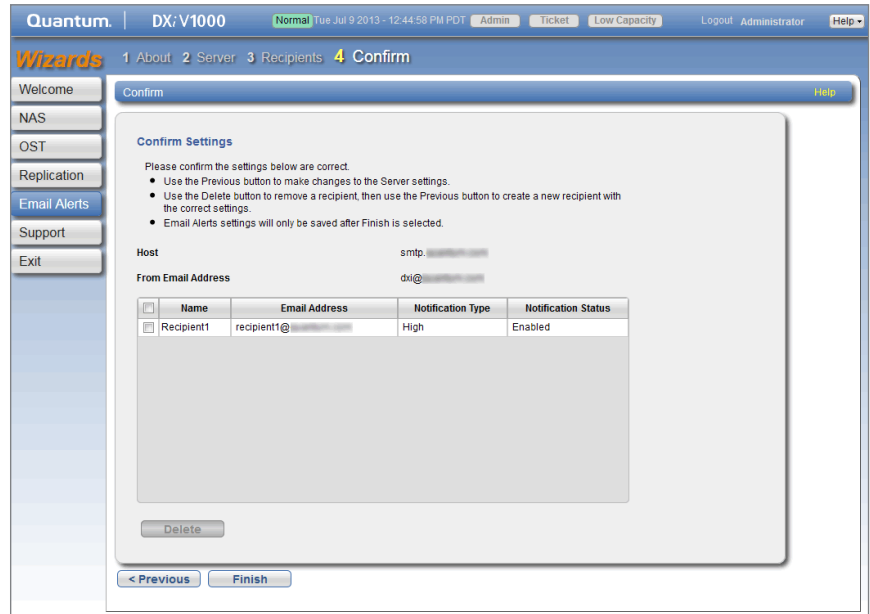 Quantum. DXi V1000 Normal Tue Jul 9 2013 - 12:44:58 PM PDT Admin Ticket Low Capacity Logout Administrator Help
Wizards 1 About 2 Server 3 Recipients 4 Confirm
Welcome
NAS
OST
Replication
Email Alerts
Support
Exit
Confirm Help
Confirm Settings
Please confirm the settings below are correct.
• Use the Previous button to make changes to the Server settings.
• Use the Delete button to remove a recipient, then use the Previous button to create a new recipient with
the correct settings.
• Email Alerts settings will only be saved after Finish is selected.
Host smtp.
From Email Address dxi@
Name Email Address Notification Type Notification Status
Recipient1 recipient1@ High Enabled
Delete
< Previous Finish